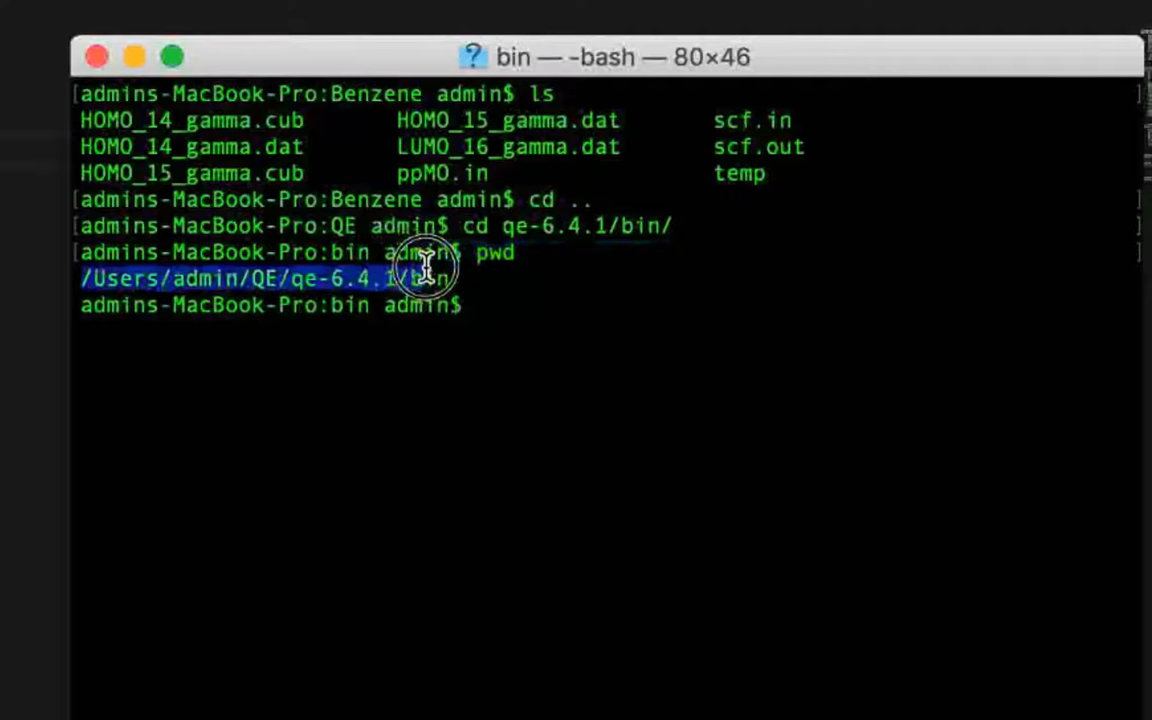 bin — -bash — 80×46
[admins-MacBook-Pro:Benzene admin$ ls ]
HOMO_14_gamma.cub HOMO_15_gamma.dat scf.in
HOMO_14_gamma.dat LUMO_16_gamma.dat scf.out
HOMO_15_gamma.cub ppMO.in temp
[admins-MacBook-Pro:Benzene admin$ cd .. ]
[admins-MacBook-Pro:QE admin$ cd qe-6.4.1/bin/ ]
[admins-MacBook-Pro:bin admin$ pwd ]
/Users/admin/QE/qe-6.4.1/bin
admins-MacBook-Pro:bin admin$